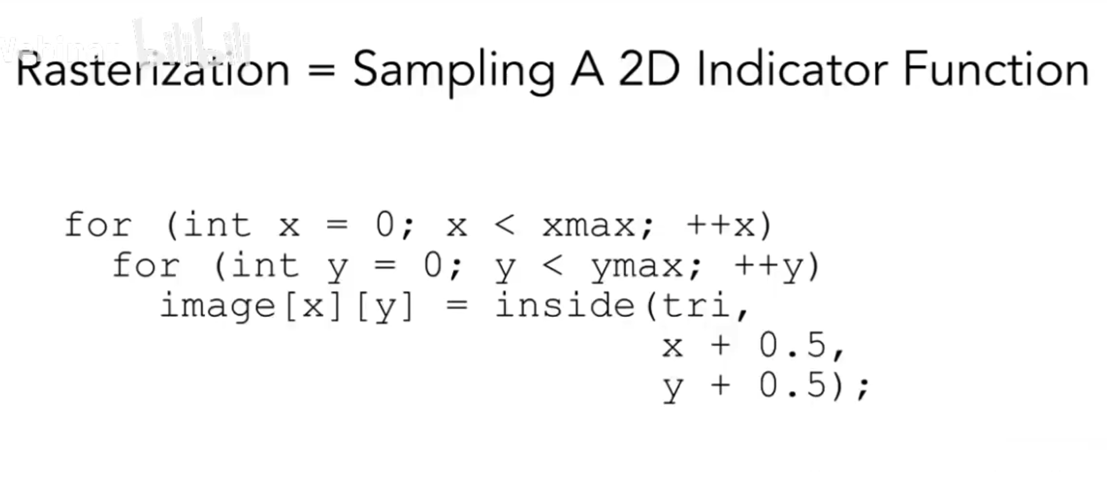 bilibili
Rasterization = Sampling A 2D Indicator Function
for (int x = 0; x < xmax; ++x)
for (int y = 0; y < ymax; ++y)
image[x][y] = inside(tri,
x + 0.5,
y + 0.5);